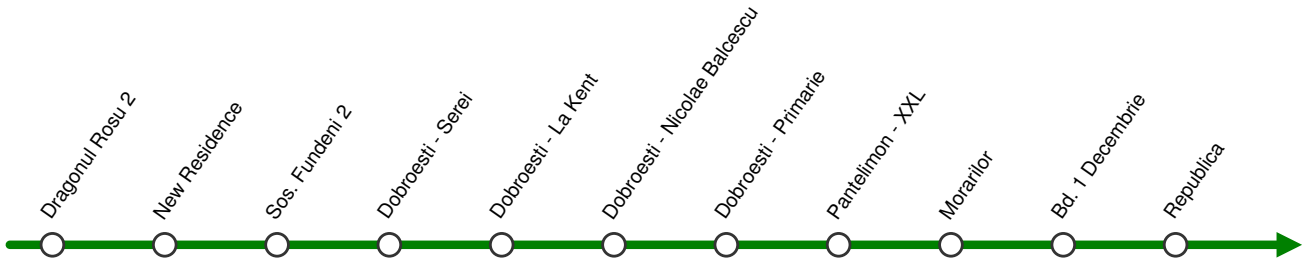 Dragonul Rosu 2
New Residence
Sos. Fundeni 2
Dobroesti - Serei
Dobroesti - La Kent
Dobroesti - Nicolae Balcescu
Dobroesti - Primarie
Pantelimon - XXL
Morarilor
Bd. 1 Decembrie
Republica